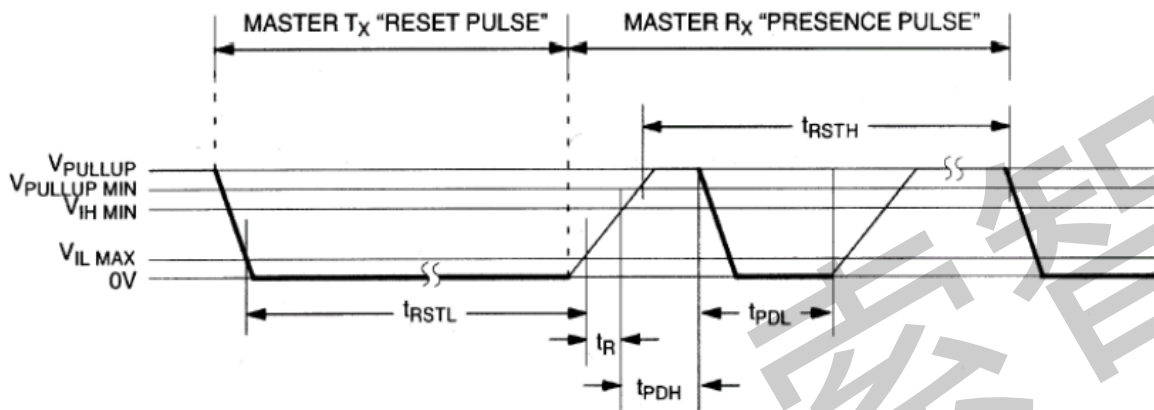 MASTER TX “RESET PULSE”
MASTER RX “PRESENCE PULSE”
tRSTH
VPULLUP
VPULLUP MIN
VIH MIN
VIL MAX
0V
tRSTL
tR
tPDL
tPDH